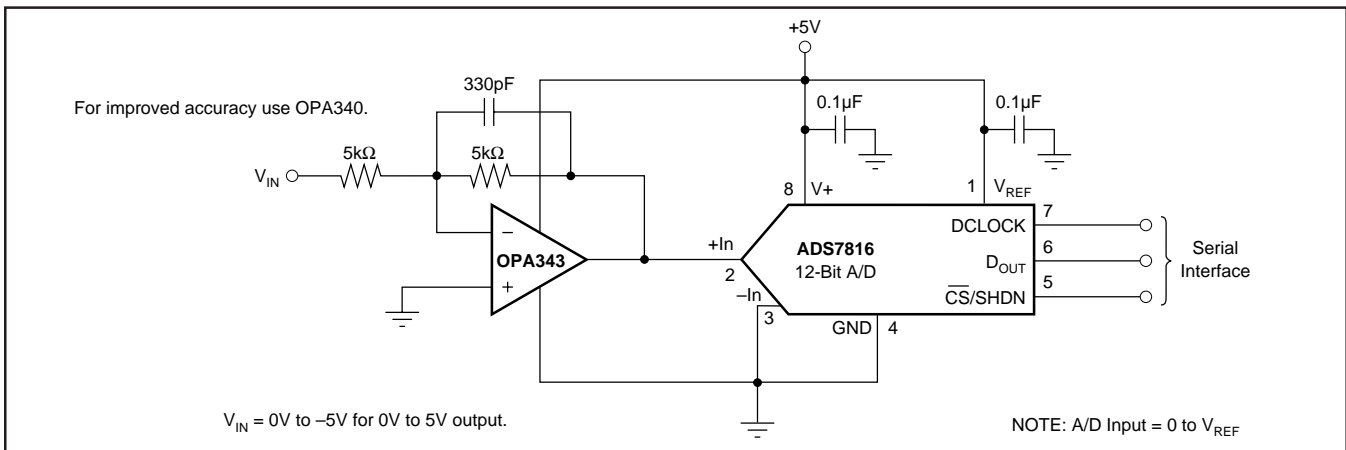 +5V
330pF
0.1µF
0.1µF
For improved accuracy use OPA340.
5kΩ
5kΩ
V_IN
8
V+
1
V_REF
7
DCLOCK
–
OPA343
+
+In
2
ADS7816
12-Bit A/D
6
D_OUT
5
C̅S̅/SHDN
Serial
Interface
–In
3
GND
4
V_IN = 0V to –5V for 0V to 5V output.
NOTE: A/D Input = 0 to V_REF